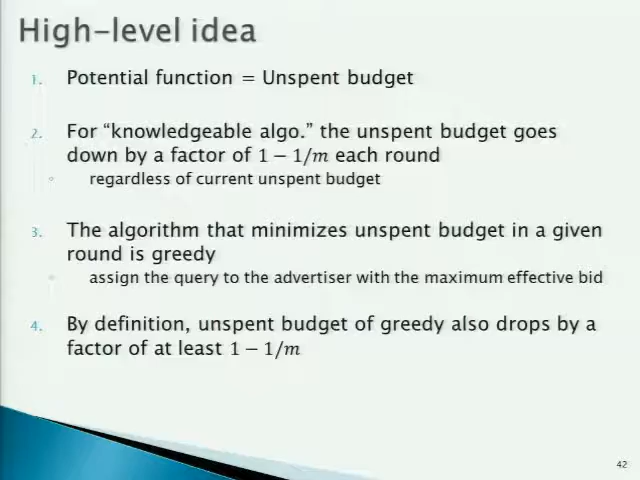 High-level idea
1. Potential function = Unspent budget
2. For “knowledgeable algo.” the unspent budget goes
down by a factor of 1 − 1/m each round
◦ regardless of current unspent budget
3. The algorithm that minimizes unspent budget in a given
round is greedy
◦ assign the query to the advertiser with the maximum effective bid
4. By definition, unspent budget of greedy also drops by a
factor of at least 1 − 1/m
42